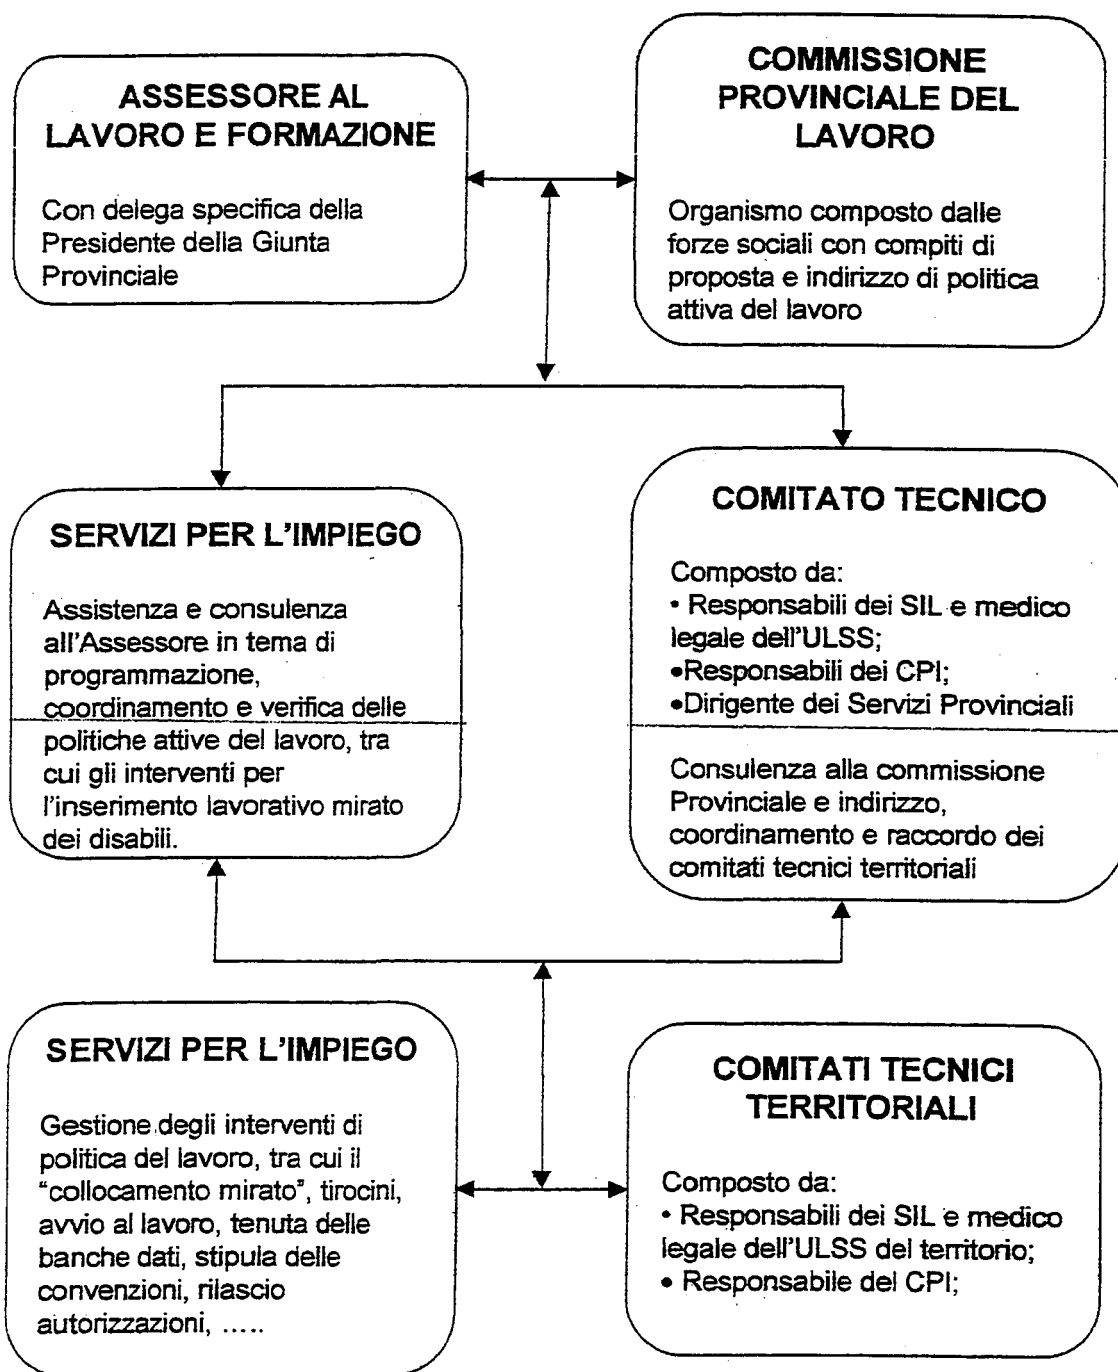 ASSESSORE AL
LAVORO E FORMAZIONE
Con delega specifica della
Presidente della Giunta
Provinciale
COMMISSIONE
PROVINCIALE DEL
LAVORO
Organismo composto dalle
forze sociali con compiti di
proposta e indirizzo di politica
attiva del lavoro
SERVIZI PER L'IMPIEGO
Assistenza e consulenza
all'Assessore in tema di
programmazione,
coordinamento e verifica delle
politiche attive del lavoro, tra
cui gli interventi per
l'inserimento lavorativo mirato
dei disabili.
COMITATO TECNICO
Composto da:
• Responsabili dei SIL e medico
legale dell'ULSS;
•Responsabili dei CPI;
•Dirigente dei Servizi Provinciali
Consulenza alla commissione
Provinciale e indirizzo,
coordinamento e raccordo dei
comitati tecnici territoriali
SERVIZI PER L'IMPIEGO
Gestione degli interventi di
politica del lavoro, tra cui il
"collocamento mirato", tirocini,
avvio al lavoro, tenuta delle
banche dati, stipula delle
convenzioni, rilascio
autorizzazioni, .....
COMITATI TECNICI
TERRITORIALI
Composto da:
• Responsabili dei SIL e medico
legale dell'ULSS del territorio;
• Responsabile del CPI;